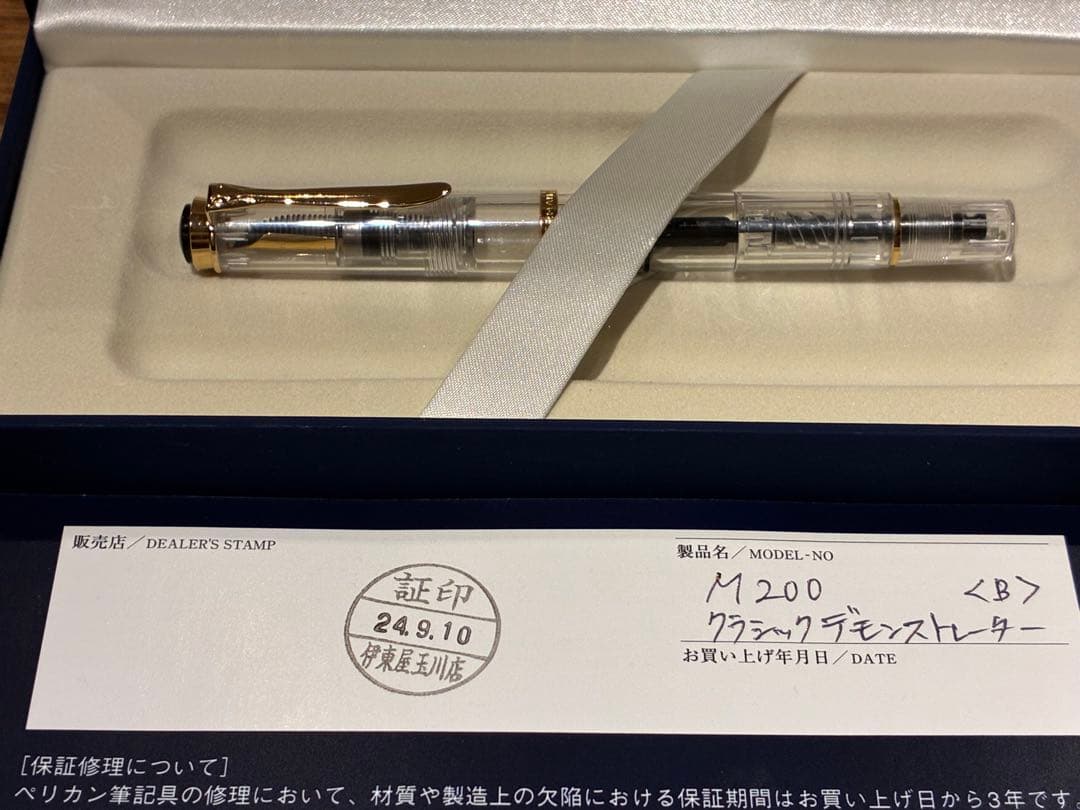 販売店／DEALER'S STAMP
証印
24.9.10
伊東屋玉川店
製品名／MODEL-NO
M200 <B>
クラシックデモンストレーター
お買い上げ年月日／DATE
[保証修理について]
ペリカン筆記具の修理において、材質や製造上の欠陥における保証期間はお買い上げ日から3年です